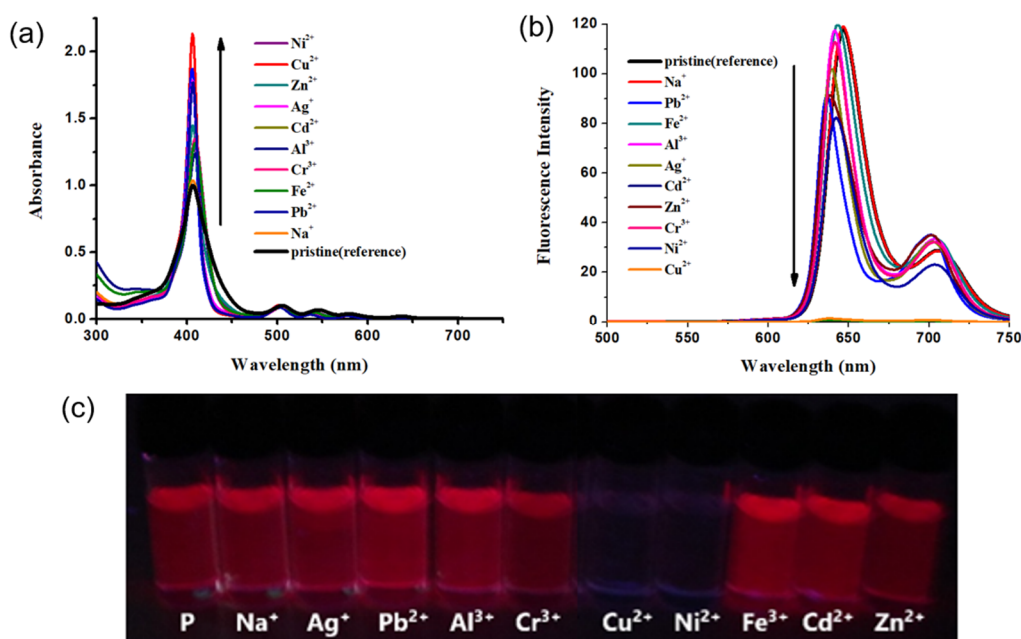 (a)
Absorbance
2.0
1.5
1.0
0.5
0.0
300
400
500
600
700
Wavelength (nm)
Ni²⁺
Cu²⁺
Zn²⁺
Ag⁺
Cd²⁺
Al³⁺
Cr³⁺
Fe²⁺
Pb²⁺
Na⁺
pristine(reference)
(b)
Fluorescence Intensity
120
100
80
60
40
20
0
500
550
600
650
700
750
Wavelength (nm)
pristine(reference)
Na⁺
Pb²⁺
Fe²⁺
Al³⁺
Ag⁺
Cd²⁺
Zn²⁺
Cr³⁺
Ni²⁺
Cu²⁺
(c)
P Na⁺ Ag⁺ Pb²⁺ Al³⁺ Cr³⁺ Cu²⁺ Ni²⁺ Fe³⁺ Cd²⁺ Zn²⁺